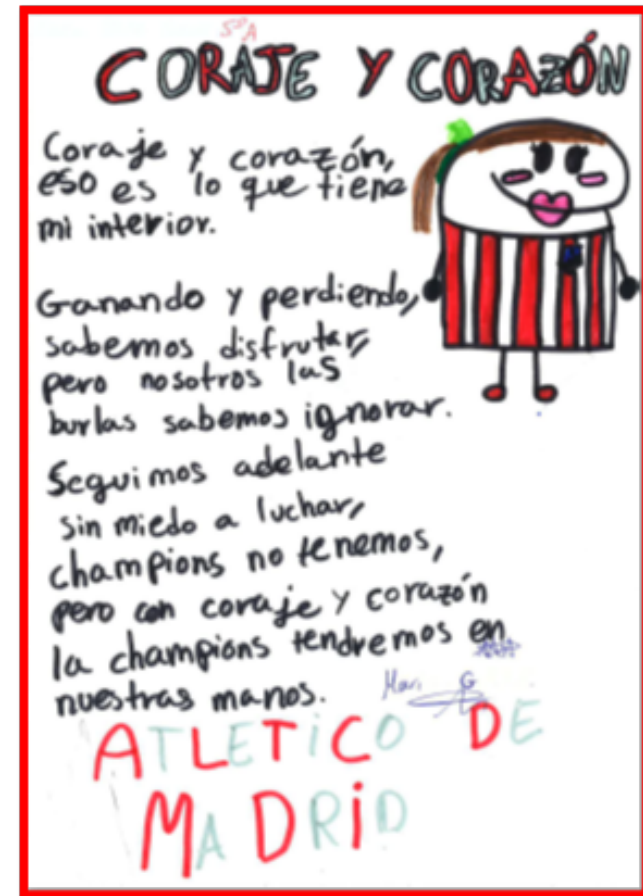 5ºA
CORAJE Y CORAZÓN
Coraje y corazón,
eso es lo que tiene
mi interior.
Ganando y perdiendo,
sabemos disfrutar,
pero nosotros las
burlas sabemos ignorar.
Seguimos adelante
sin miedo a luchar,
champions no tenemos,
pero con coraje y corazón
la champions tendremos en
nuestras manos.
Mari G
ATLETiCO DE
MADRiD